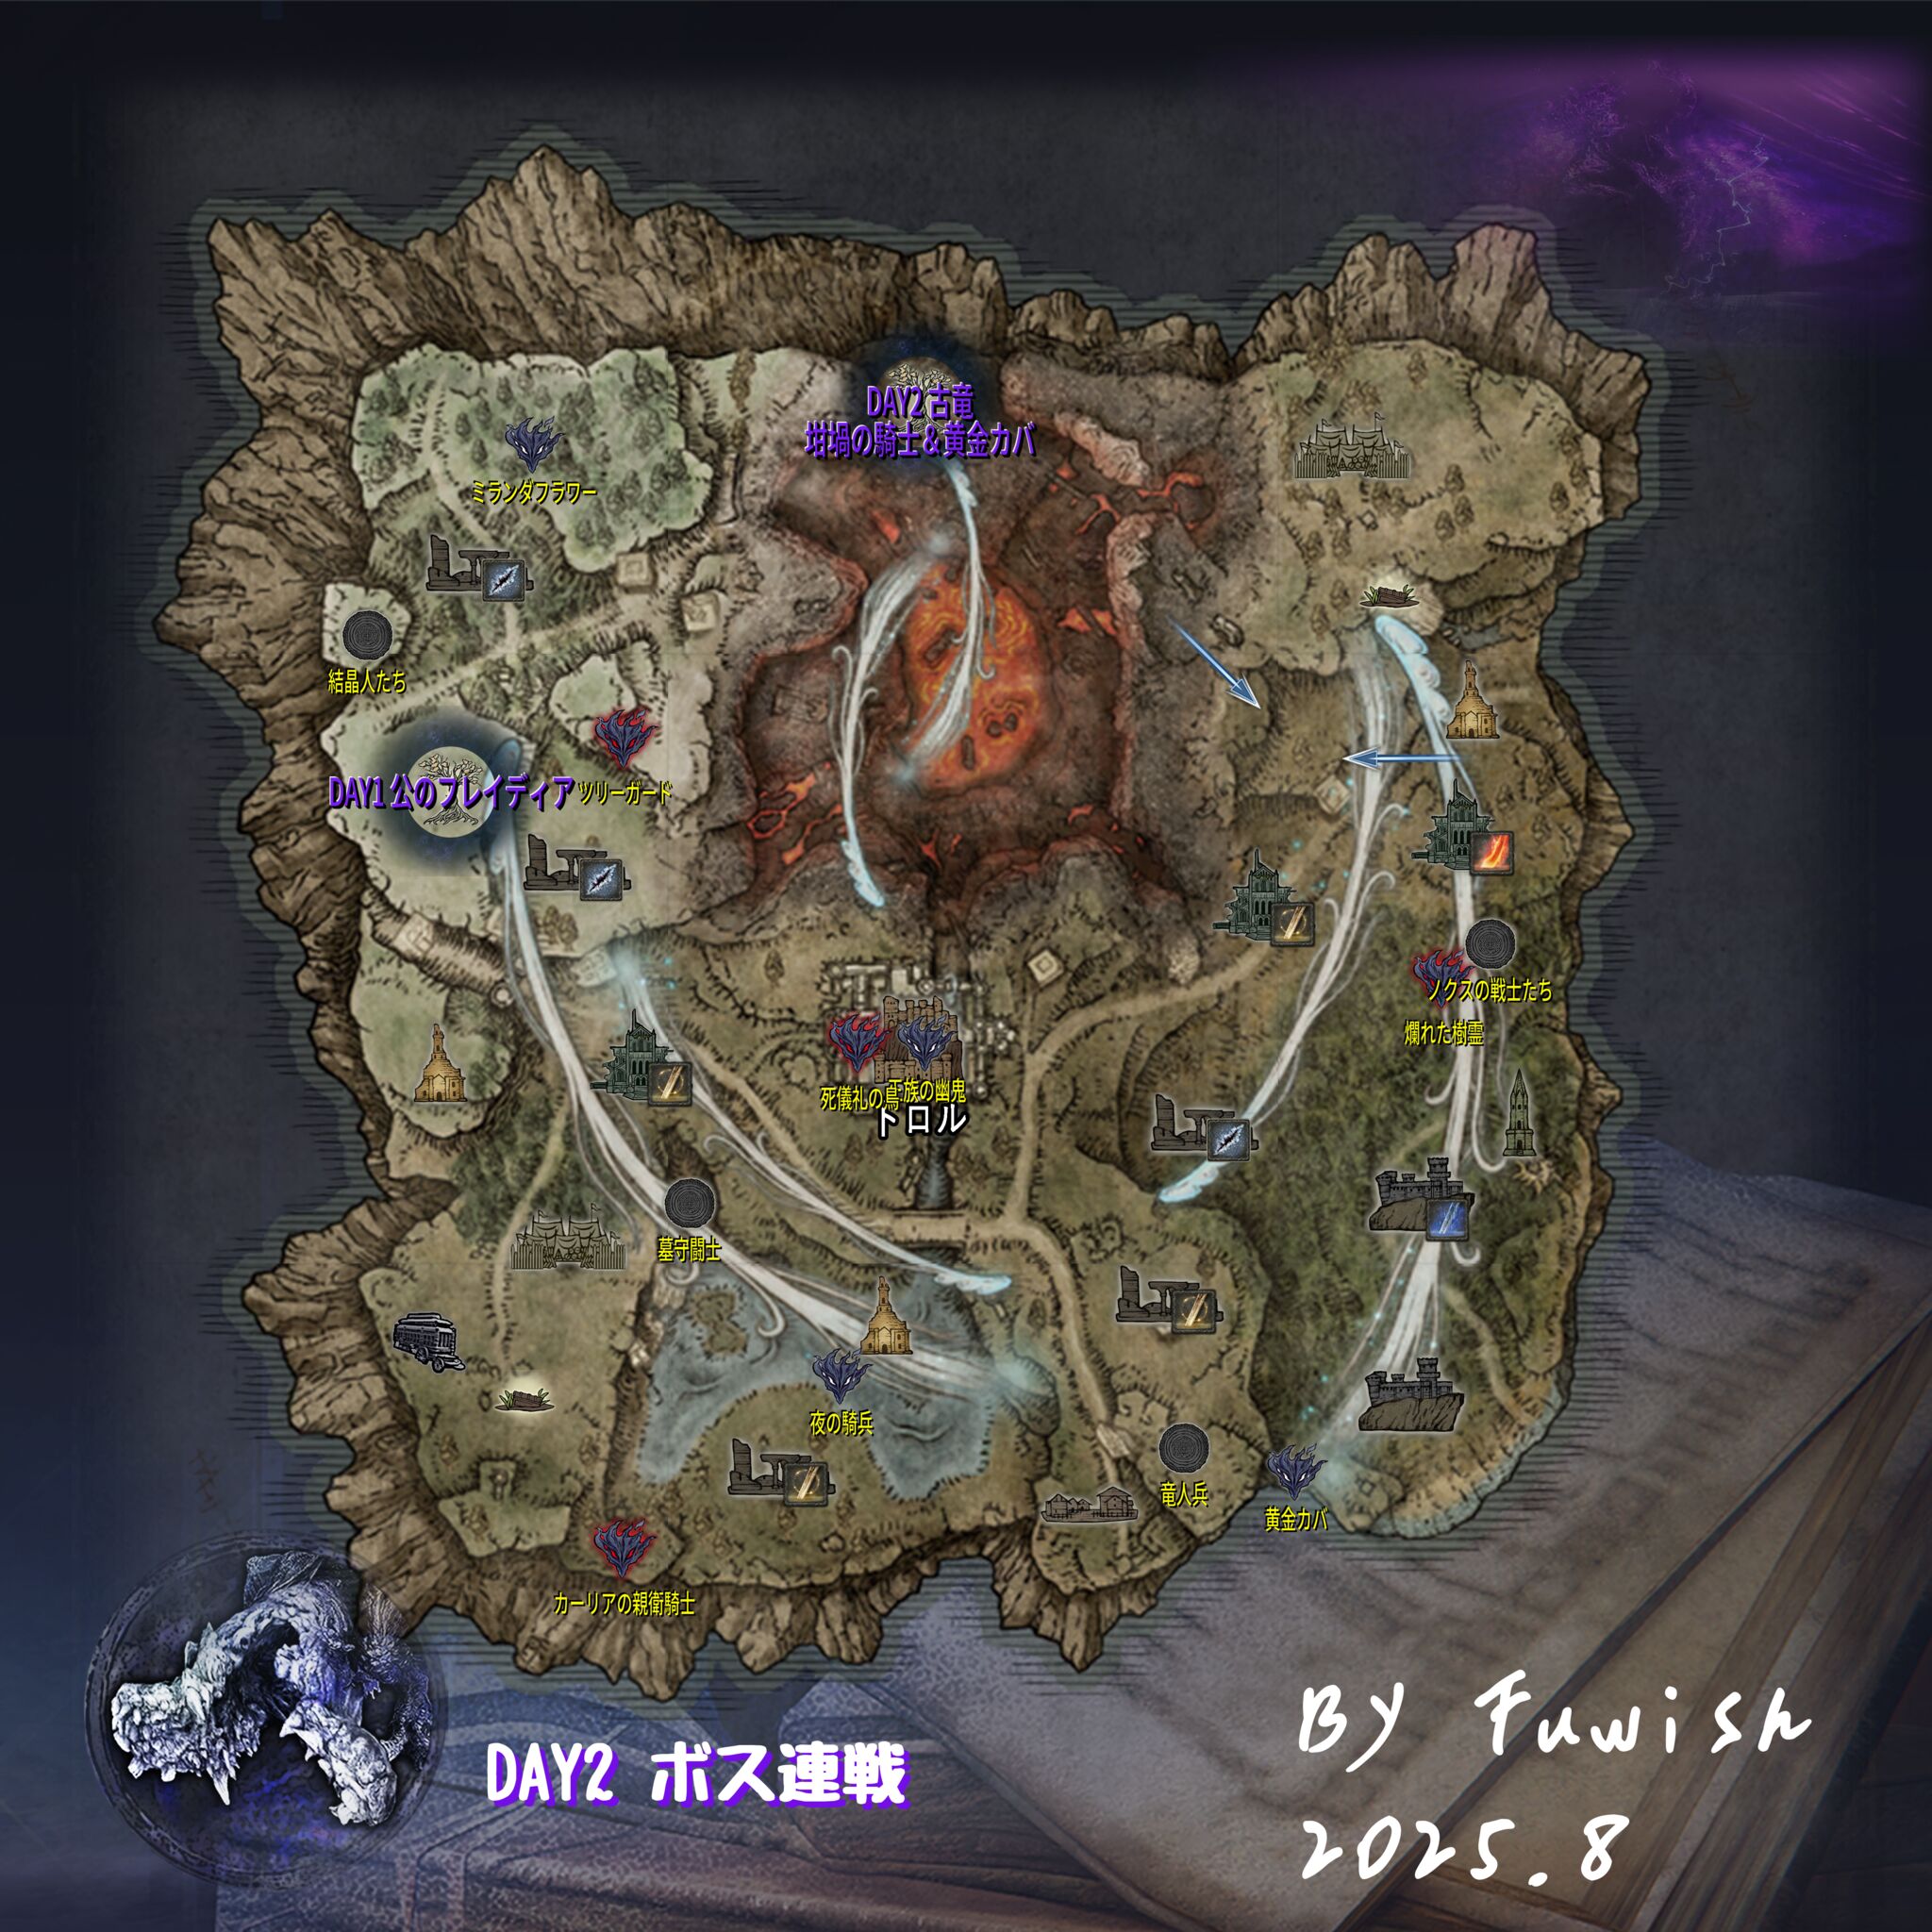 DAY2 古竜
坩堝の騎士&黄金カバ
ミランダフラワー
結晶人たち
DAY1 公のフレイディア
ツリーガード
ノクスの戦士たち
爛れた樹霊
死儀礼の鳥
王族の幽鬼
トロル
墓守闘士
夜の騎兵
竜人兵
黄金カバ
カーリアの親衛騎士
DAY2 ボス連戦
By Fuwish
2025.8